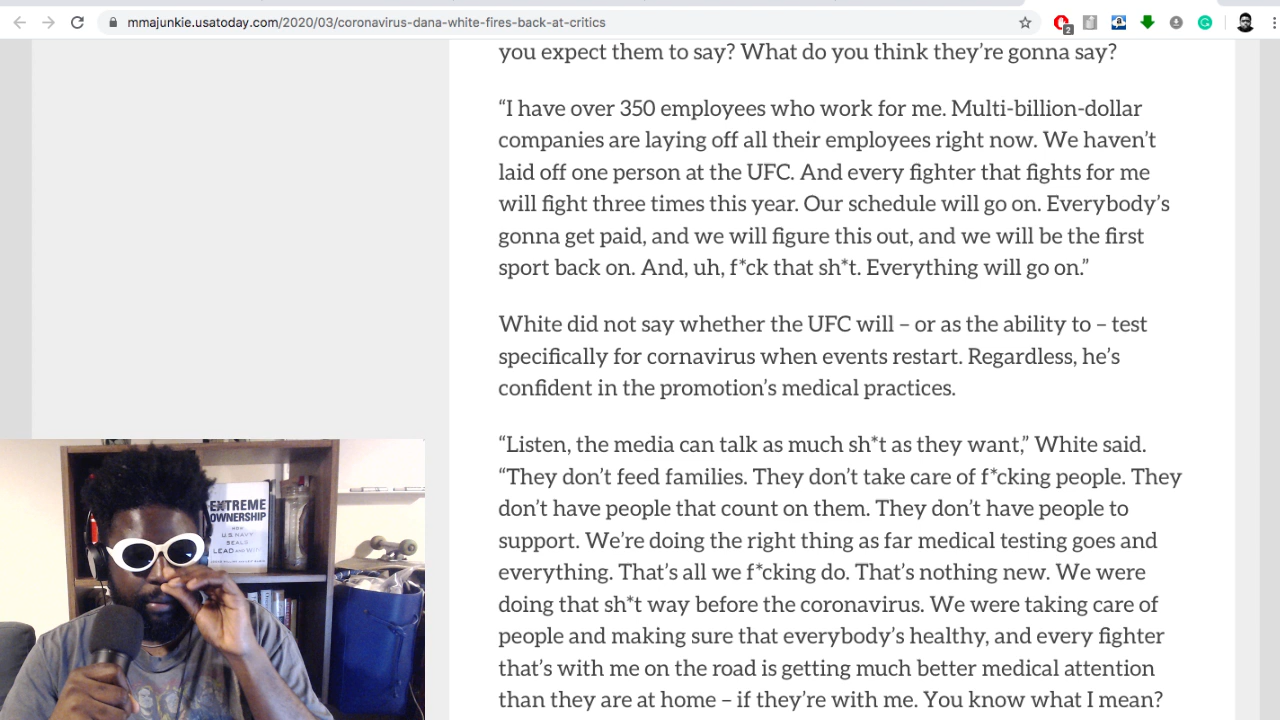 mmajunkie.usatoday.com/2020/03/coronavirus-dana-white-fires-back-at-critics
2
you expect them to say? What do you think they’re gonna say?
“I have over 350 employees who work for me. Multi-billion-dollar
companies are laying off all their employees right now. We haven’t
laid off one person at the UFC. And every fighter that fights for me
will fight three times this year. Our schedule will go on. Everybody’s
gonna get paid, and we will figure this out, and we will be the first
sport back on. And, uh, f*ck that sh*t. Everything will go on.”
White did not say whether the UFC will – or as the ability to – test
specifically for cornavirus when events restart. Regardless, he’s
confident in the promotion’s medical practices.
“Listen, the media can talk as much sh*t as they want,” White said.
“They don’t feed families. They don’t take care of f*cking people. They
don’t have people that count on them. They don’t have people to
support. We’re doing the right thing as far medical testing goes and
everything. That’s all we f*cking do. That’s nothing new. We were
doing that sh*t way before the coronavirus. We were taking care of
people and making sure that everybody’s healthy, and every fighter
that’s with me on the road is getting much better medical attention
than they are at home – if they’re with me. You know what I mean?
EXTREME
OWNERSHIP
HOW
U.S. NAVY
SEALS
LEAD AND WIN